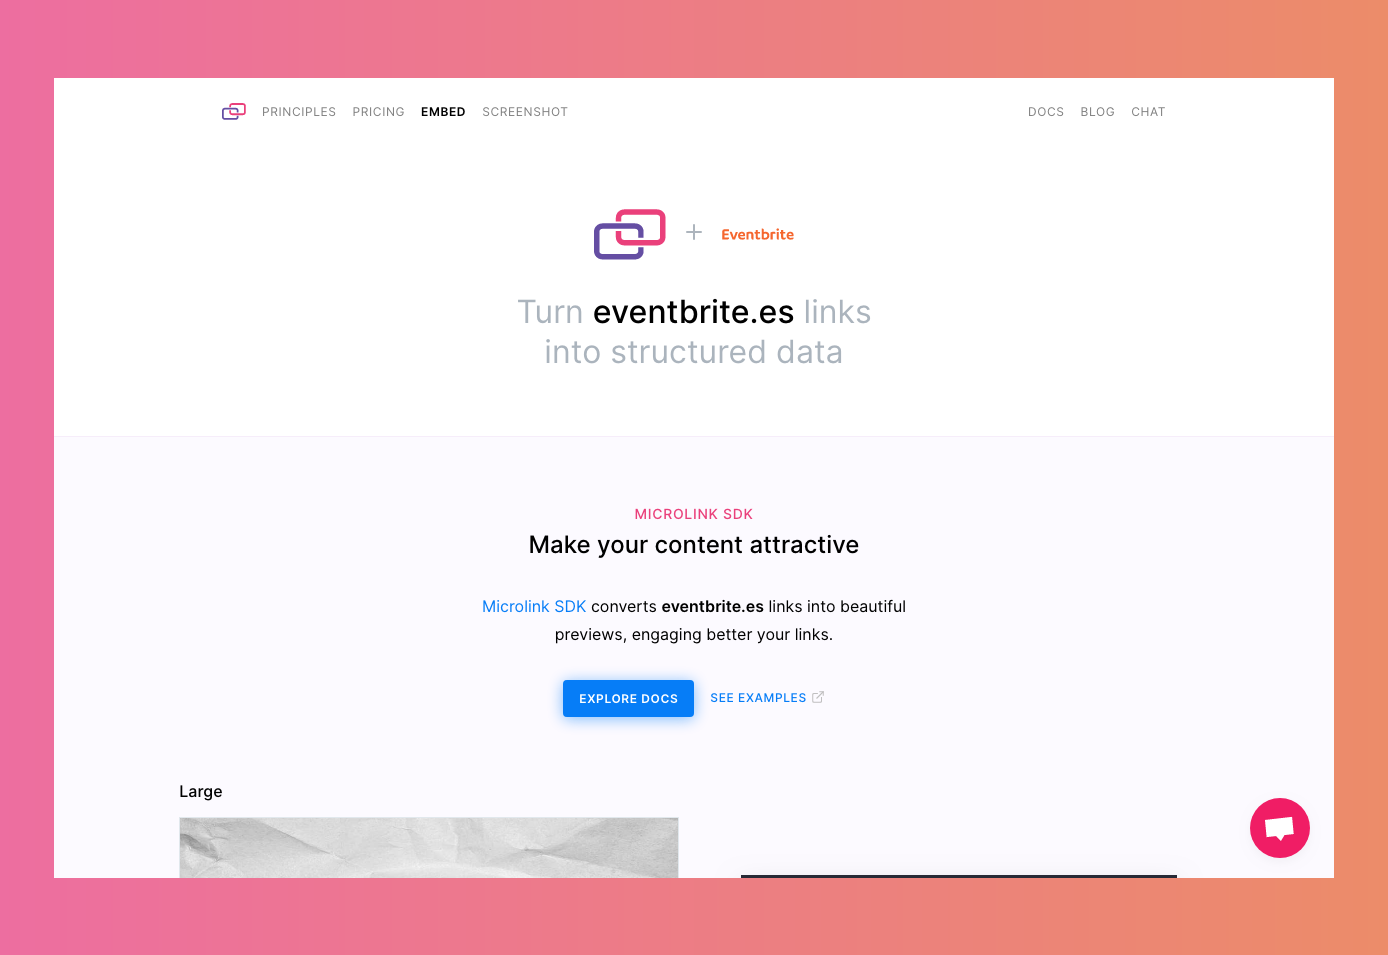 PRINCIPLES PRICING EMBED SCREENSHOT DOCS BLOG CHAT
Eventbrite
Turn eventbrite.es links
into structured data
MICROLINK SDK
Make your content attractive
Microlink SDK converts eventbrite.es links into beautiful
previews, engaging better your links.
EXPLORE DOCS SEE EXAMPLES
Large